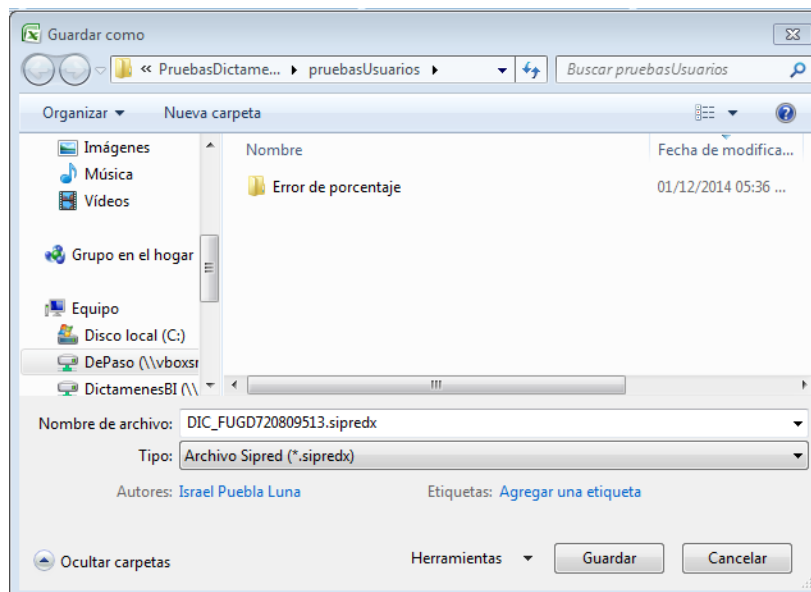 Guardar como
« PruebasDictame... ▸ pruebasUsuarios ▸
Buscar pruebasUsuarios
Organizar
Nueva carpeta
Imágenes
Nombre
Fecha de modifica...
Música
Error de porcentaje
01/12/2014 05:36 ...
Vídeos
Grupo en el hogar
Equipo
Disco local (C:)
DePaso (\\vboxsr
DictamenesBI (\\
Nombre de archivo: DIC_FUGD720809513.sipredx
Tipo: Archivo Sipred (*.sipredx)
Autores: Israel Puebla Luna
Etiquetas: Agregar una etiqueta
Ocultar carpetas
Herramientas
Guardar
Cancelar